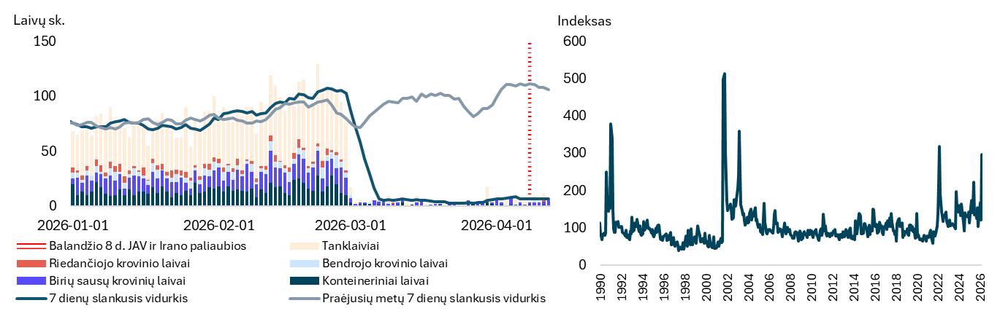 Laivų sk.
150
100
50
0
2026-01-01 2026-02-01 2026-03-01 2026-04-01
Balandžio 8 d. JAV ir Irano paliaubios
Tanklaiviai
Riedančiojo krovinio laivai
Bendrojo krovinio laivai
Birių sausų krovinių laivai
Konteineriniai laivai
7 dienų slankusis vidurkis
Praėjusių metų 7 dienų slankusis vidurkis
Indeksas
600
500
400
300
200
100
0
1990 1992 1994 1996 1998 2000 2002 2004 2006 2008 2010 2012 2014 2016 2018 2020 2022 2024 2026